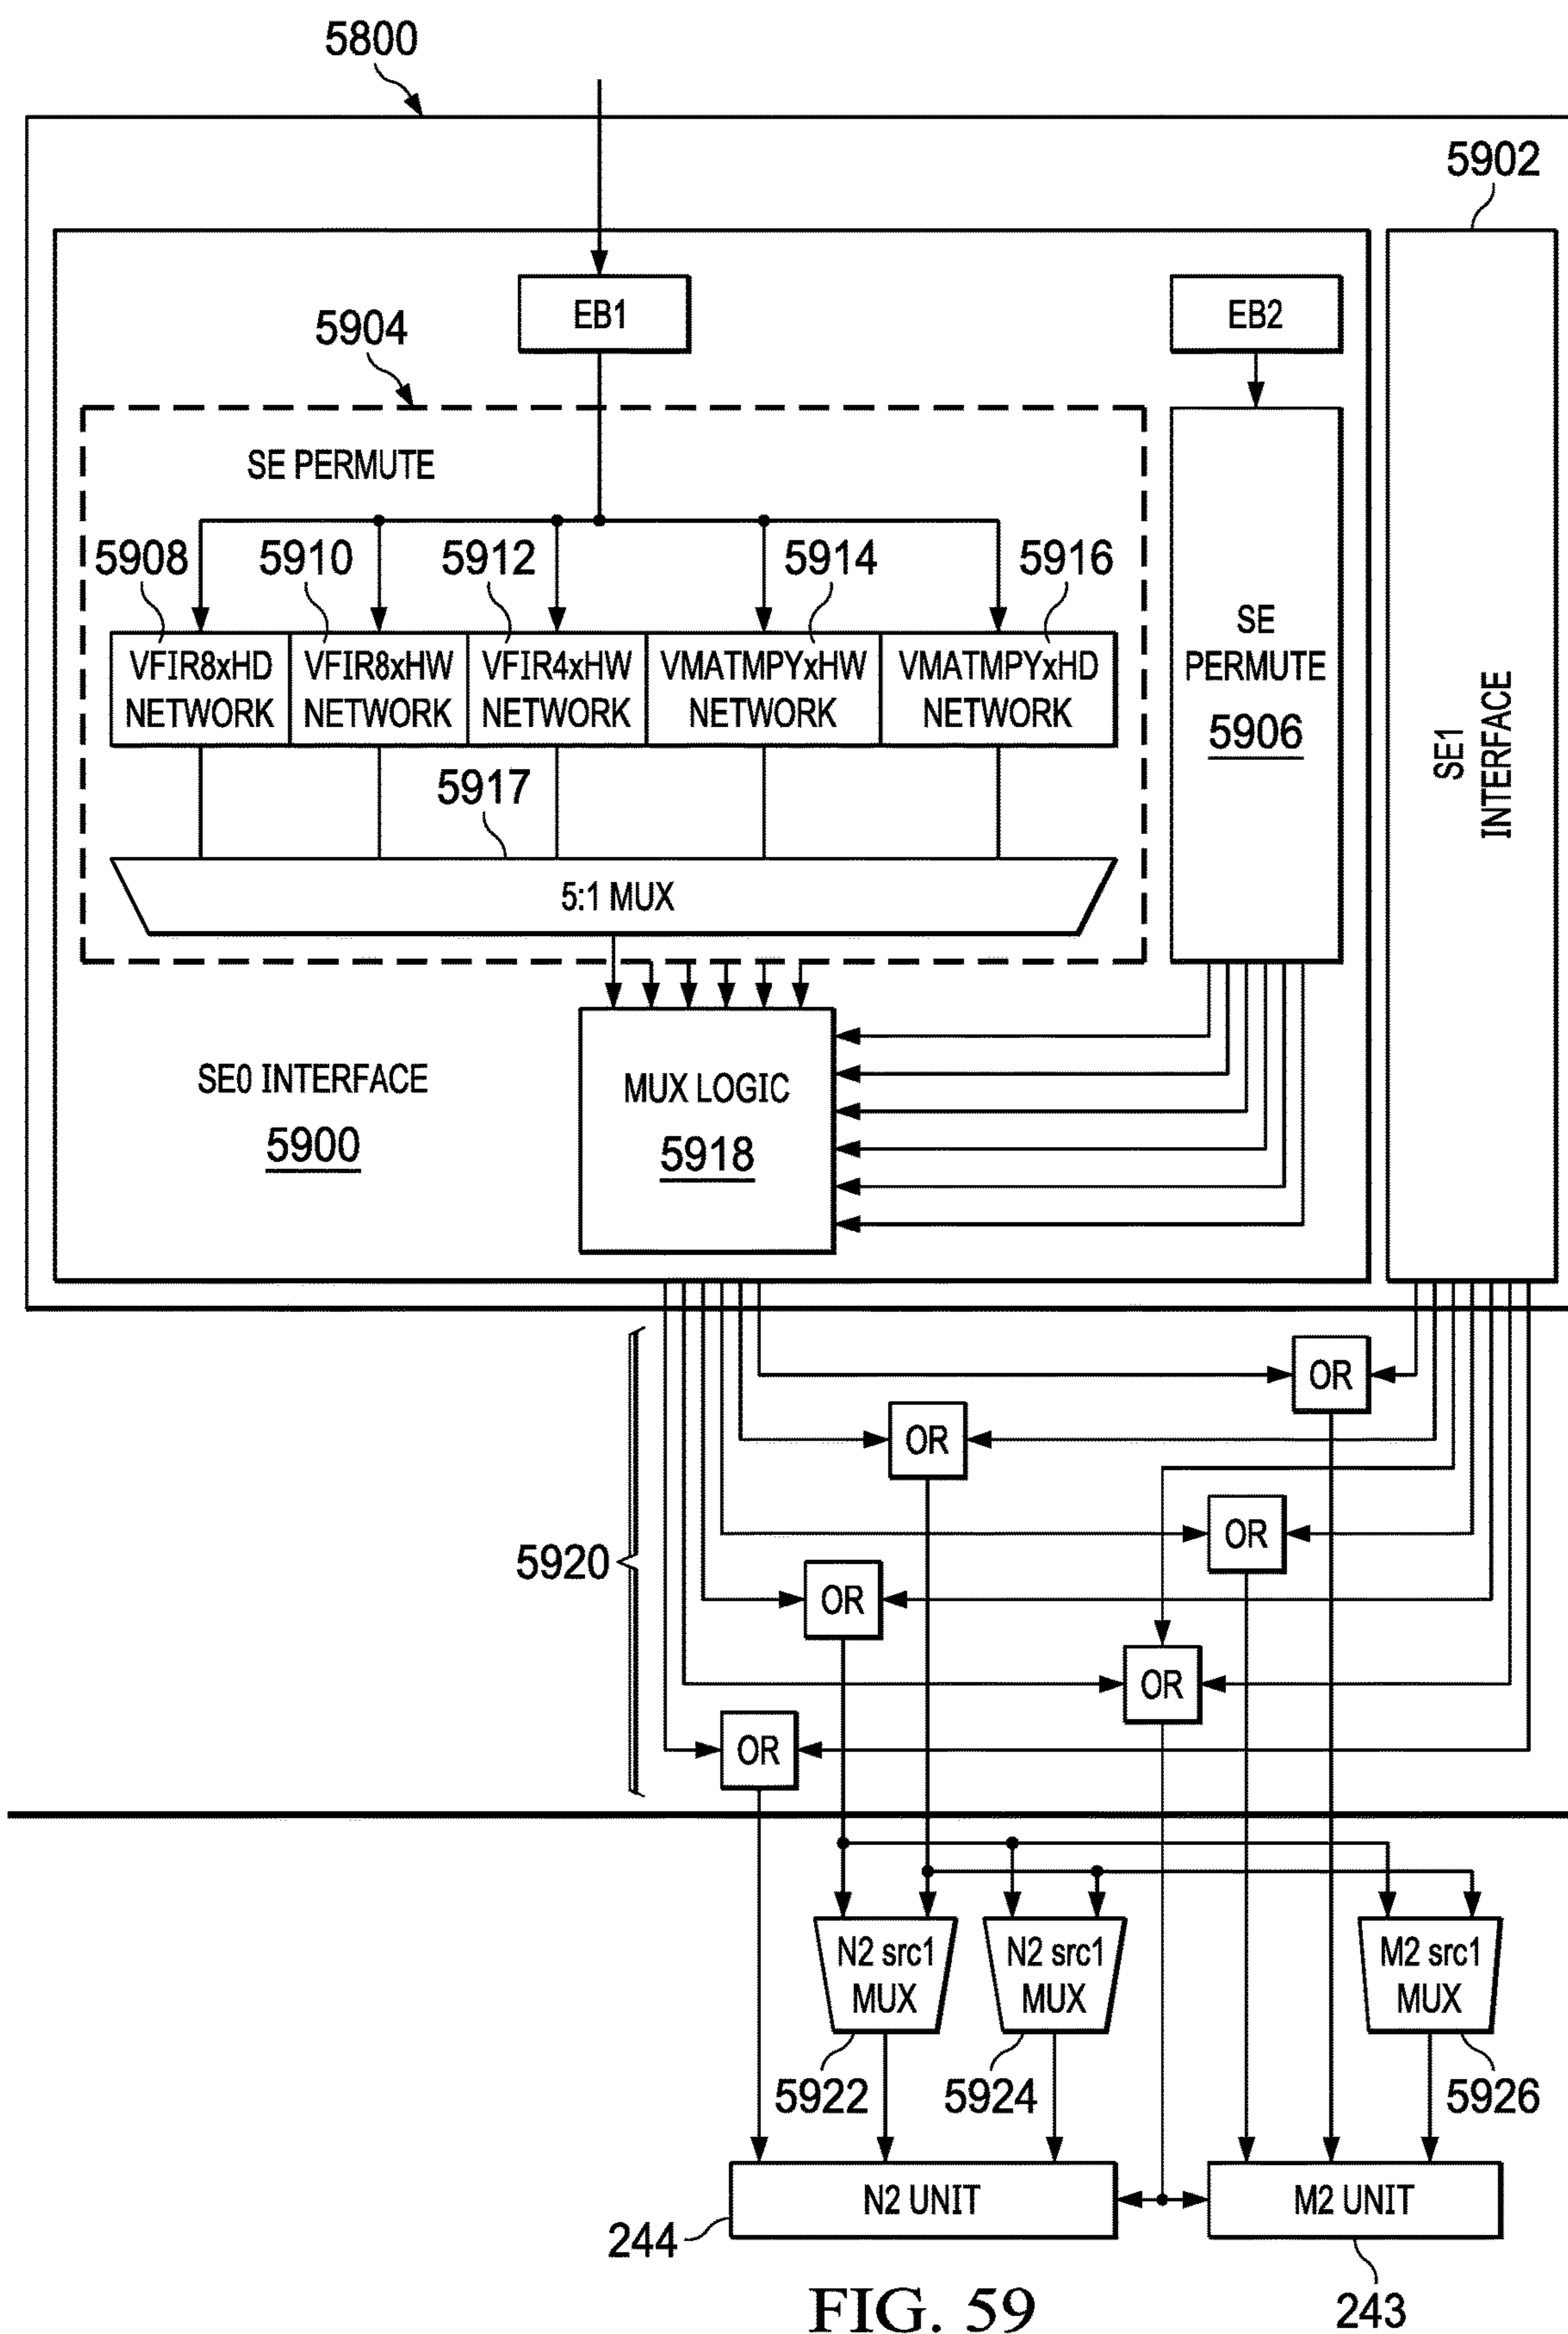 5800
5902
EB1
EB2
5904
SE PERMUTE
5908
5910
5912
5914
5916
VFIR8xHD
NETWORK
VFIR8xHW
NETWORK
VFIR4xHW
NETWORK
VMATMPYxHW
NETWORK
VMATMPYxHD
NETWORK
SE
PERMUTE
5906
SE1
INTERFACE
5917
5:1 MUX
SE0 INTERFACE
5900
MUX LOGIC
5918
OR
OR
OR
5920
OR
OR
OR
N2 src1
MUX
N2 src1
MUX
M2 src1
MUX
5922
5924
5926
N2 UNIT
M2 UNIT
244
243
FIG. 59